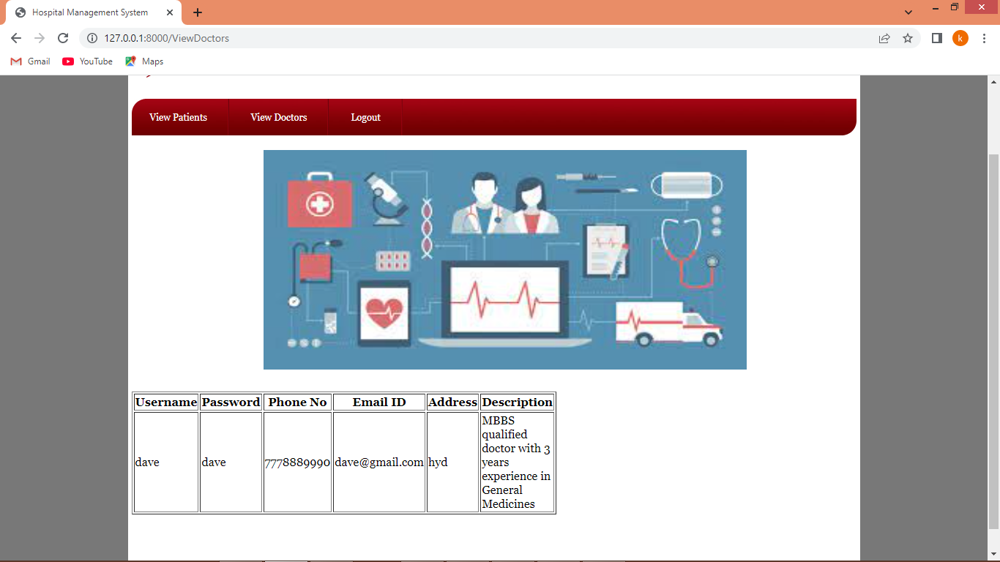 Hospital Management System
127.0.0.1:8000/ViewDoctors
k
Gmail YouTube Maps
View Patients View Doctors Logout
Username Password Phone No Email ID Address Description
dave dave 7778889990 dave@gmail.com hyd MBBS
qualified
doctor with 3
years
experience in
General
Medicines